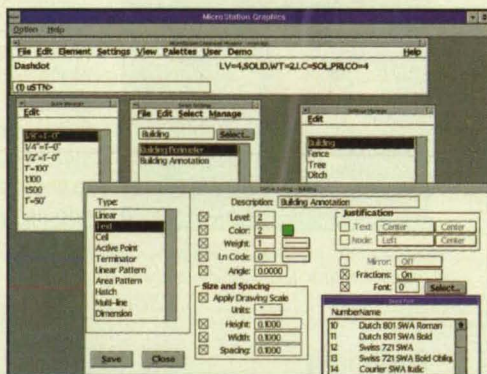 MicroStation Graphics
Option Help
File Edit Element Settings View Palettes User Demo Help
Dashdot LV=4,SOLID,WT=2,LC=SOL,PRI,CO=4
(1) uSTN>
Edit
1/8"=1'-0"
1/4"=1'-0"
1/2"=1'-0"
1"=100'
1:100
1:500
1"=50'
File Edit Select Manage
Building Select...
Building Perimeter
Building Annotation
Edit
Building
Fence
Tree
Ditch
Type:
Linear
Text
Cell
Active Point
Terminator
Linear Pattern
Area Pattern
Hatch
Multi-line
Dimension
Save Close
Description: Building Annotation
Level: 2
Color: 2
Weight: 1
Ln Code: 0
Angle: 0.0000
Size and Spacing
Apply Drawing Scale
Units: "
Height: 0.1000
Width: 0.1000
Spacing: 0.1000
Justification
Text: Center Center
Node: Left Center
Mirror: Off
Fractions: On
Font: 0 Select...
Number Name
10 Dutch 801 SWA Roman
11 Dutch 801 SWA Bold
12 Swiss 721 SWA
13 Swiss 721 SWA Bold Obliq.
14 Courier SWA Italic